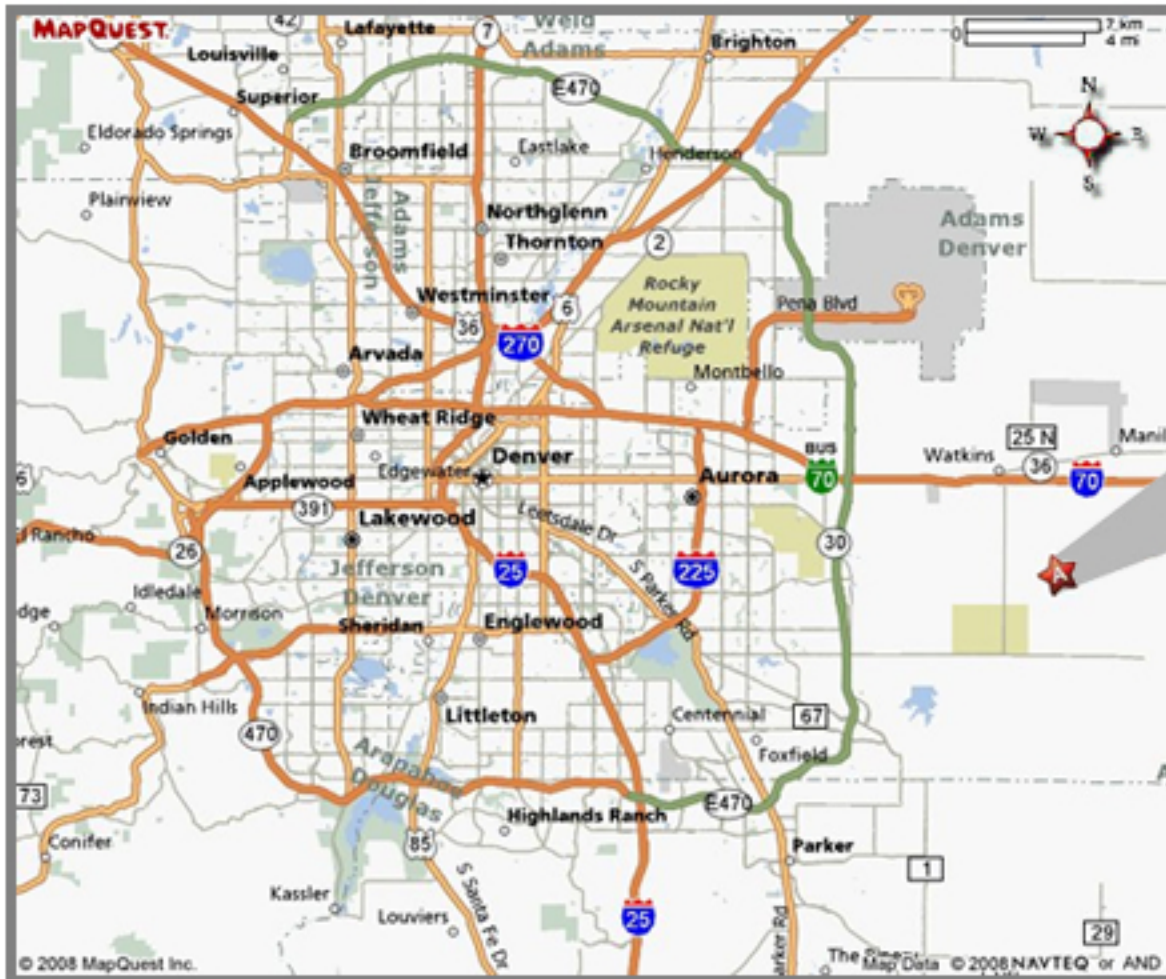 MAPQUEST
42
Lafayette
7
Weld
Adams
Brighton
0
7 km
4 mi
Louisville
Superior
E470
N
W
E
S
Eldorado Springs
Broomfield
Eastlake
Henderson
Plainview
Jefferson
Adams
Northglenn
Thornton
2
Adams
Denver
Westminster
36
6
Rocky
Mountain
Arsenal Nat'l
Refuge
Pena Blvd
270
Arvada
Montbello
Wheat Ridge
Golden
Edgewater
Denver
BUS
70
25 N
Watkins
36
70
Applewood
Aurora
391
Lakewood
Leetsdale Dr
26
30
Jefferson
Denver
25
S Parker Rd
225
A
Idledale
Morrison
Sheridan
Englewood
Indian Hills
Littleton
Centennial
67
470
Foxfield
Arapahoe
Douglas
73
Highlands Ranch
E470
Conifer
85
Parker
1
Kassler
S Santa Fe Dr
Louviers
25
29
© 2008 MapQuest Inc.
Map Data © 2008 NAVTEQ or AND